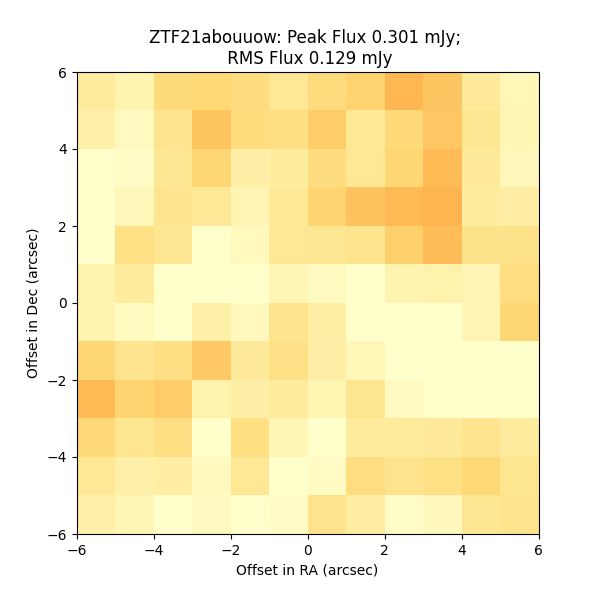 ZTF21abouuow: Peak Flux 0.301 mJy;
RMS Flux 0.129 mJy
6
4
2
0
−2
−4
−6
Offset in Dec (arcsec)
−6 −4 −2 0 2 4 6
Offset in RA (arcsec)